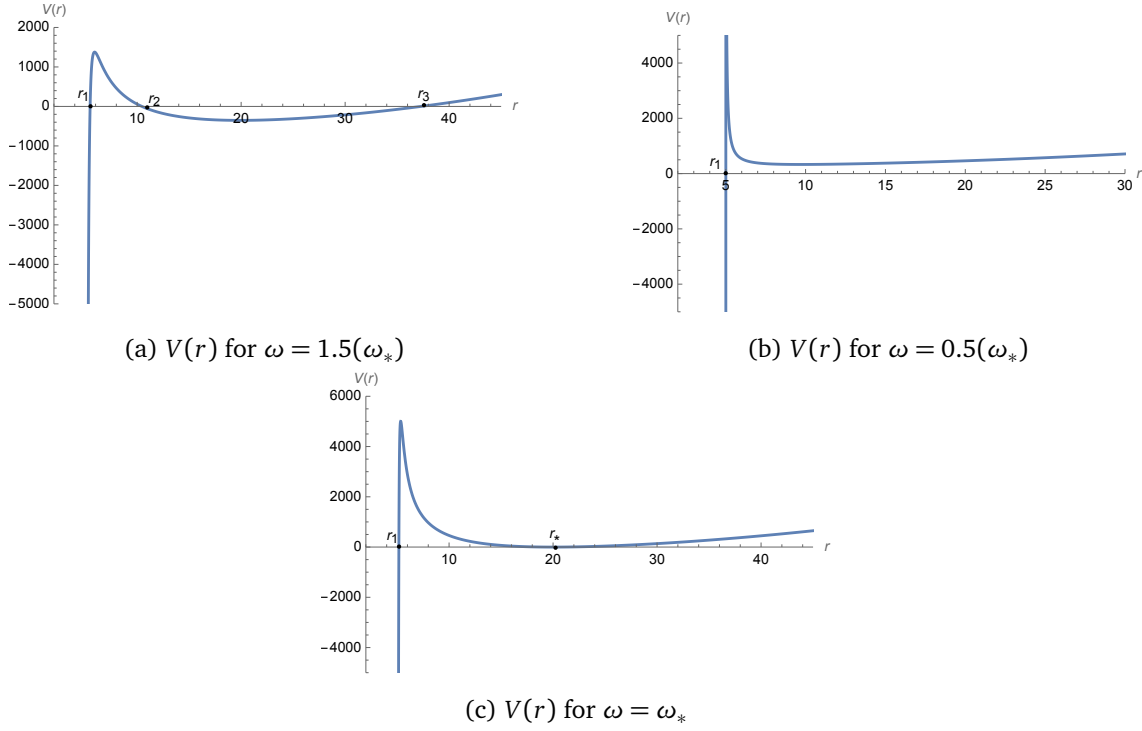 V(r)
2000
1000
r₁
r₂
r₃
0
10
20
30
40
r
−1000
−2000
−3000
−4000
−5000
(a) V(r) for ω = 1.5(ω∗)
V(r)
4000
2000
r₁
0
5
10
15
20
25
30
r
−2000
−4000
(b) V(r) for ω = 0.5(ω∗)
V(r)
6000
4000
2000
r₁
r∗
0
10
20
30
40
r
−2000
−4000
(c) V(r) for ω = ω∗